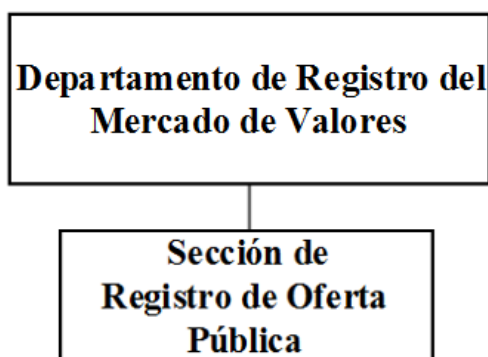 Departamento de Registro del
Mercado de Valores
Sección de
Registro de Oferta
Pública